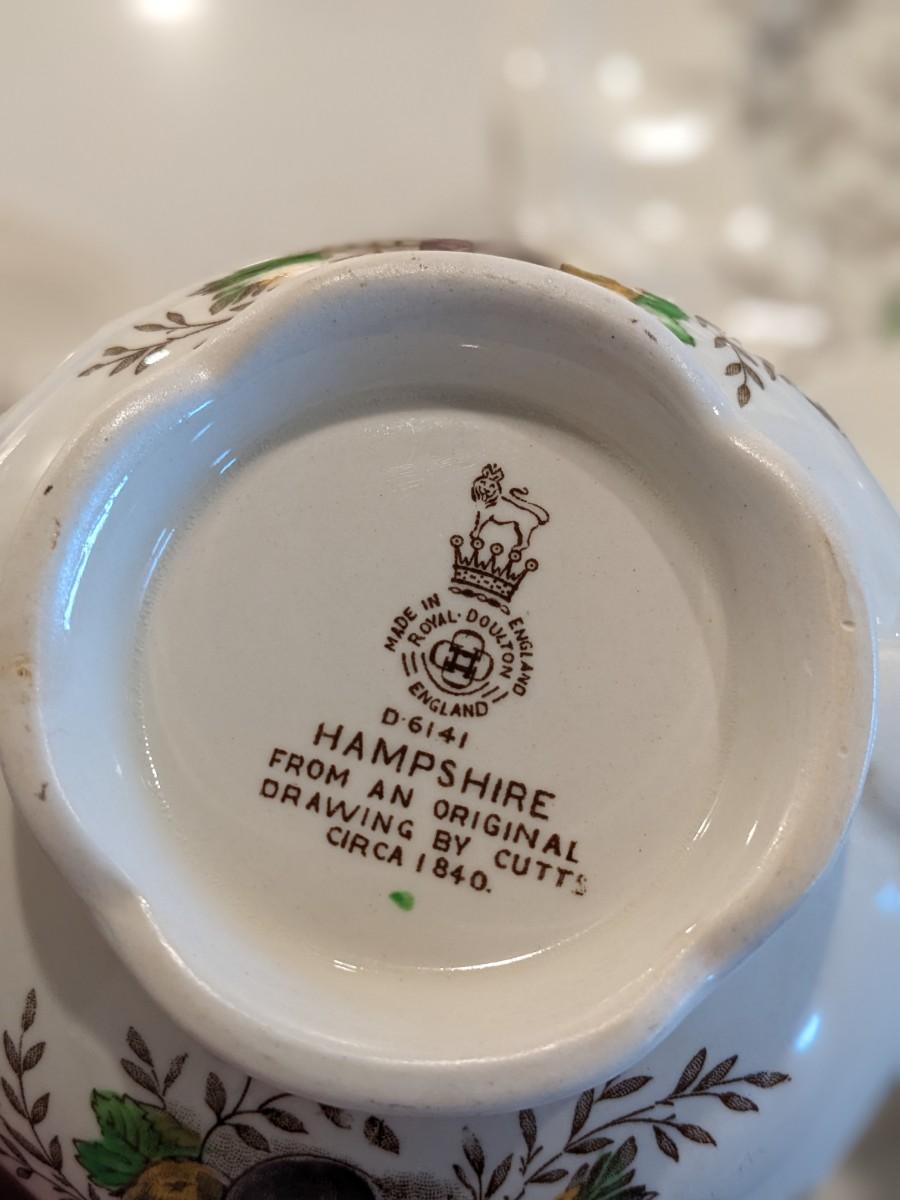 MADE IN ENGLAND
ROYAL·DOULTON
ENGLAND
D·6141
HAMPSHIRE
FROM AN ORIGINAL
DRAWING BY CUTTS
CIRCA 1840.